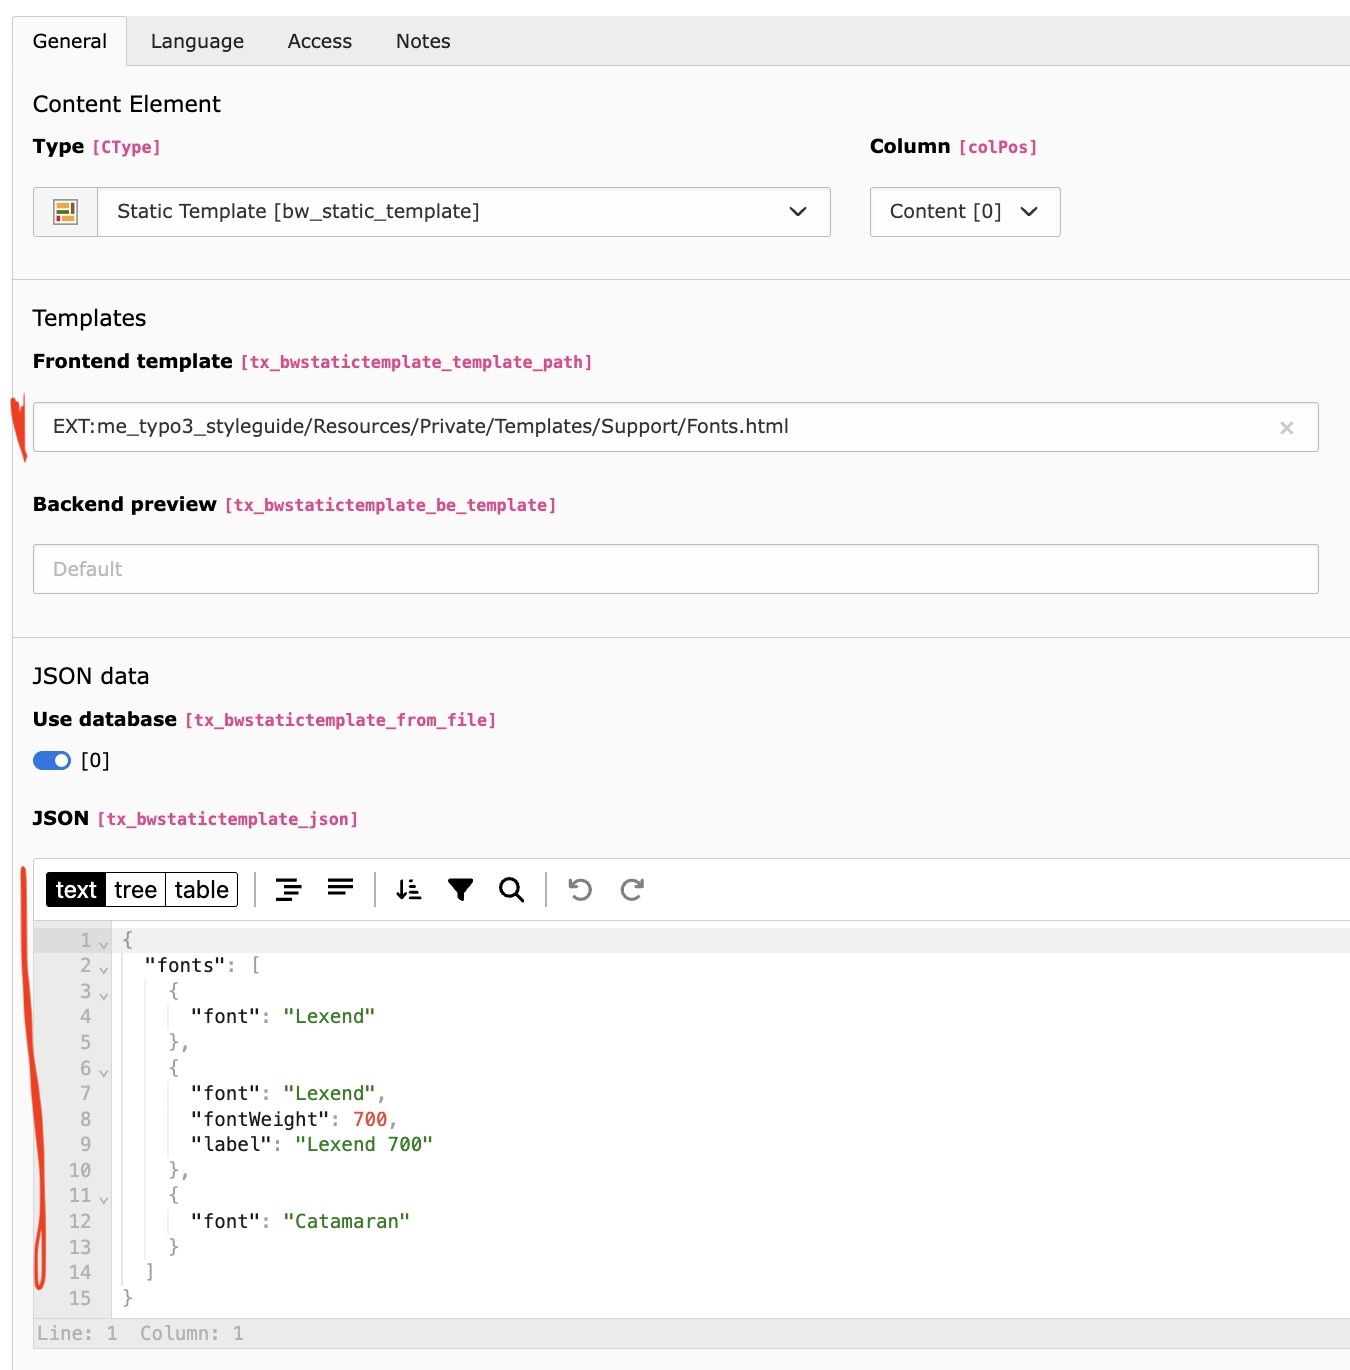 General Language Access Notes
Content Element
Type [CType] Column [colPos]
Static Template [bw_static_template] Content [0]
Templates
Frontend template [tx_bwstatictemplate_template_path]
EXT:me_typo3_styleguide/Resources/Private/Templates/Support/Fonts.html ×
Backend preview [tx_bwstatictemplate_be_template]
Default
JSON data
Use database [tx_bwstatictemplate_from_file]
[0]
JSON [tx_bwstatictemplate_json]
text tree table
1 {
2 "fonts": [
3 {
4 "font": "Lexend"
5 },
6 {
7 "font": "Lexend",
8 "fontWeight": 700,
9 "label": "Lexend 700"
10 },
11 {
12 "font": "Catamaran"
13 }
14 ]
15 }
Line: 1 Column: 1